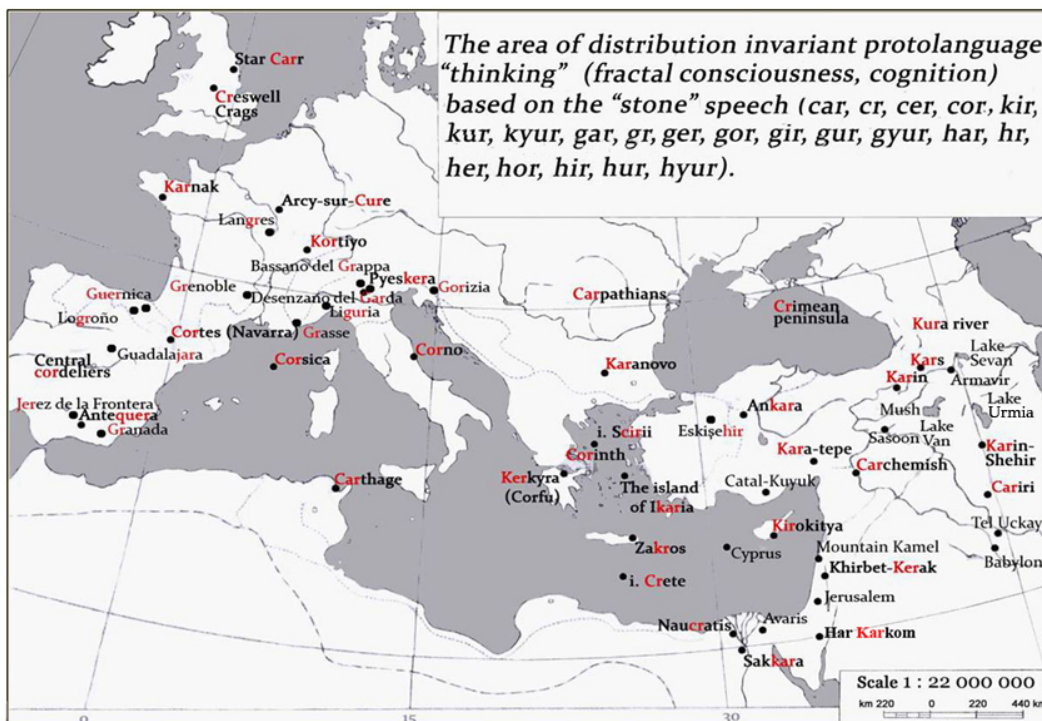 The area of distribution invariant protolanguage
“thinking” (fractal consciousness, cognition)
based on the “stone” speech (car, cr, cer, cor, kir,
kur, kyur, gar, gr, ger, gor, gir, gur, gyur, har, hr,
her, hor, hir, hur, hyur).
Star Carr
Creswell
Crags
Karnak
Arcy-sur-Cure
Langres
Kortiyo
Bassano del Grappa
Pyeskera
Grenoble
Desenzano del Garda
Gorizia
Guernica
Liguria
Logroño
Cortes (Navarra)
Grasse
Guadalajara
Corsica
Corno
Central
cordeliers
Jerez de la Frontera
Antequera
Granada
Carpathians
Crimean
peninsula
Kura river
Karanovo
Kars
Lake
Sevan
Karin
Armavir
Ankara
Mush
Lake
Urmia
Eskişehir
Sasoon
Lake
Van
i. Scirii
Corinth
Kara-tepe
Karin-
Shehir
Carthage
Kerkyra
(Corfu)
The island
of Ikaria
Catal-Kuyuk
Carchemish
Cariri
Kirokitya
Tel Uckay
Zakros
Cyprus
Mountain Kamel
Babylon
i. Crete
Khirbet-Kerak
Jerusalem
Naucratis
Avaris
Har Karkom
Sakkara
Scale 1 : 22 000 000
km 220 0 220 440 km
0
15
30